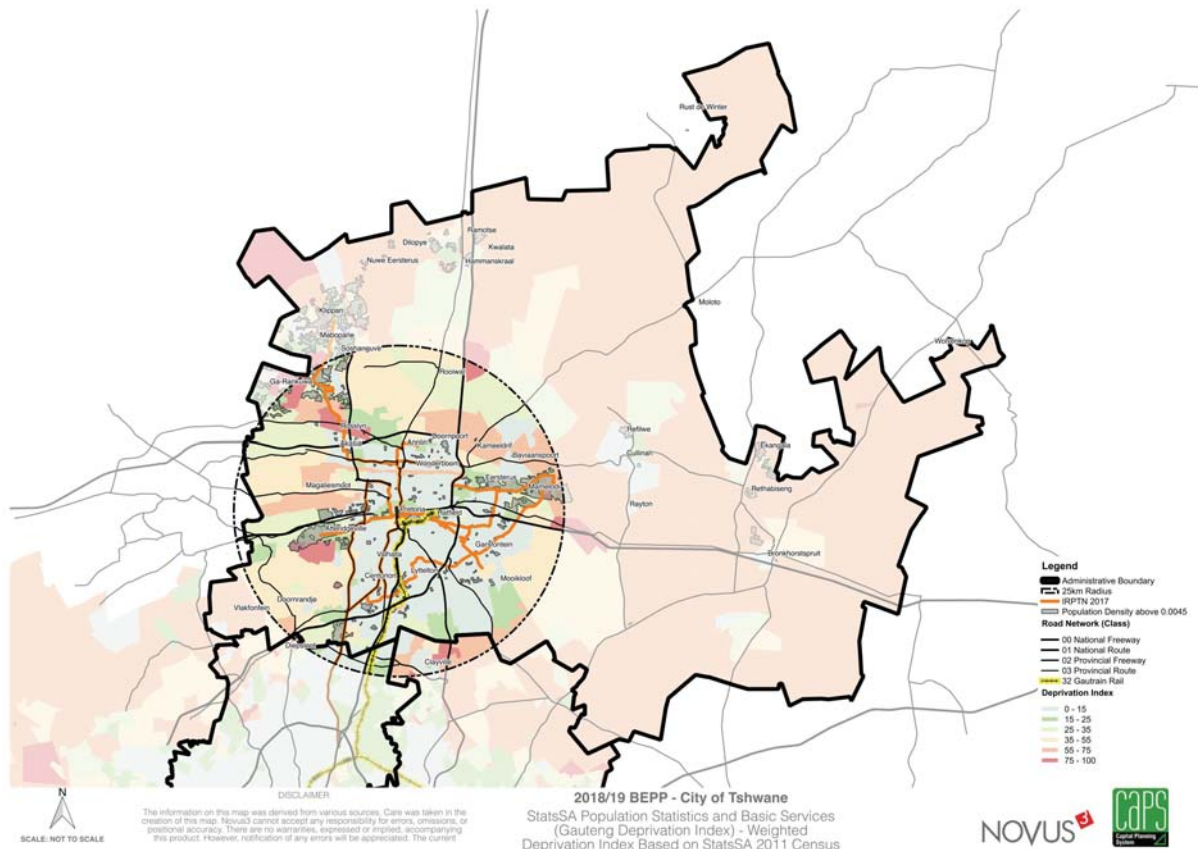 Rust de Winter
Ramotse
Dilopye
Kwalata
Nuwe Eersterus
Hammanskraal
Klippan
Moloto
Mabopane
Soshanguve
Rooiwal
Ga-Rankuwa
Rosslyn
Akasia
Annlin
Doornpoort
Kameeldrif
Refilwe
Ekangala
Baviaanspoort
Cullinan
Wonderboom
Eersterus
Magaliesmoot
Mamelodi
Rethabiseng
Rayton
Pretoria
Hatfield
Atteridgeville
Garsfontein
Bronkhorstspruit
Valhalla
Lyttelton
Centurion
Mooikloof
Doornrandje
Vlakfontein
Diepsloot
Clayville
Legend
Administrative Boundary
25km Radius
IRPTN 2017
Population Density above 0.0045
Road Network (Class)
00 National Freeway
01 National Route
02 Provincial Freeway
03 Provincial Route
32 Gautrain Rail
Deprivation Index
0 - 15
15 - 25
25 - 35
35 - 55
55 - 75
75 - 100
N
SCALE: NOT TO SCALE
DISCLAIMER
The information on this map was derived from various sources. Care was taken in the
creation of this map. Novus3 cannot accept any responsibility for errors, omissions, or
positional accuracy. There are no warranties, expressed or implied, accompanying
this product. However, notification of any errors will be appreciated. The current
2018/19 BEPP - City of Tshwane
StatsSA Population Statistics and Basic Services
(Gauteng Deprivation Index) - Weighted
Deprivation Index Based on StatsSA 2011 Census
NOVUS3
CAPS
Capital Planning
System